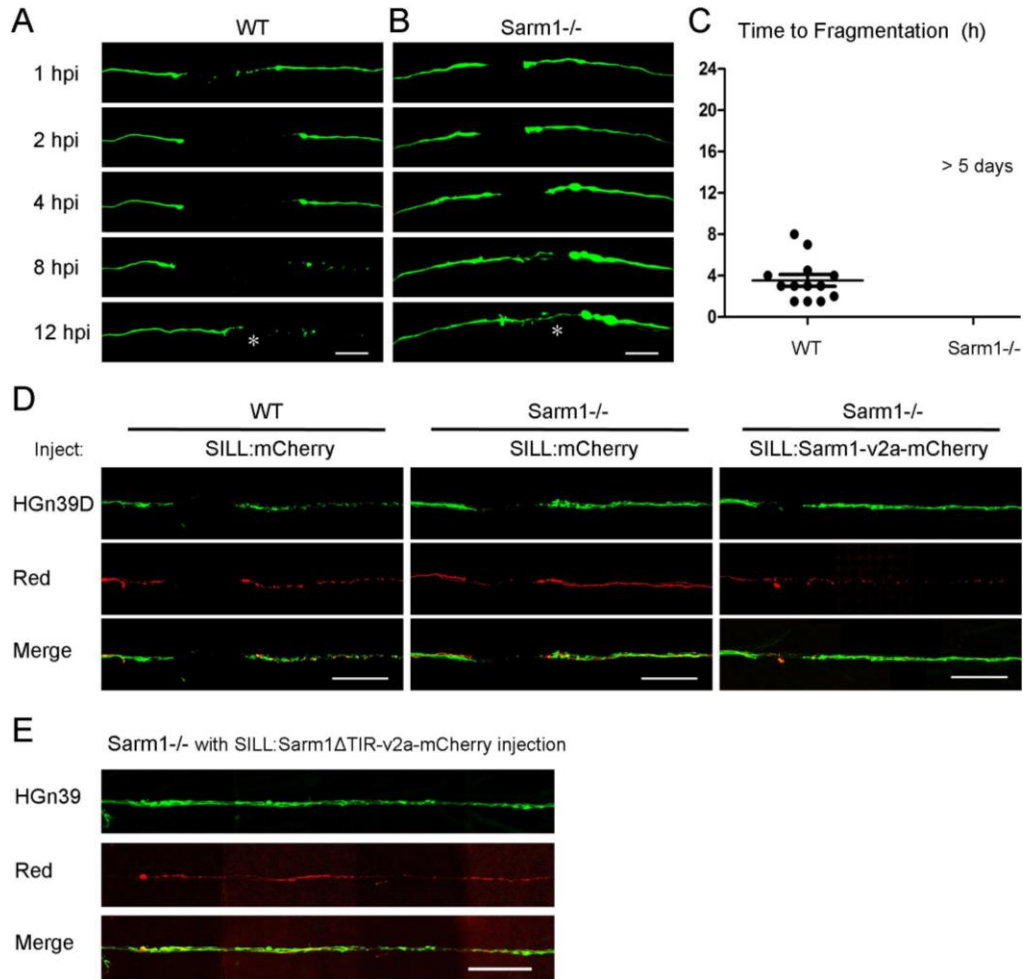 A
WT
1 hpi
2 hpi
4 hpi
8 hpi
12 hpi
*
B
Sarm1-/-
*
C
Time to Fragmentation (h)
24
20
16
12
8
4
0
> 5 days
WT
Sarm1-/-
D
WT
Sarm1-/-
Sarm1-/-
Inject:
SILL:mCherry
SILL:mCherry
SILL:Sarm1-v2a-mCherry
HGn39D
Red
Merge
E
Sarm1-/- with SILL:Sarm1ΔTIR-v2a-mCherry injection
HGn39
Red
Merge